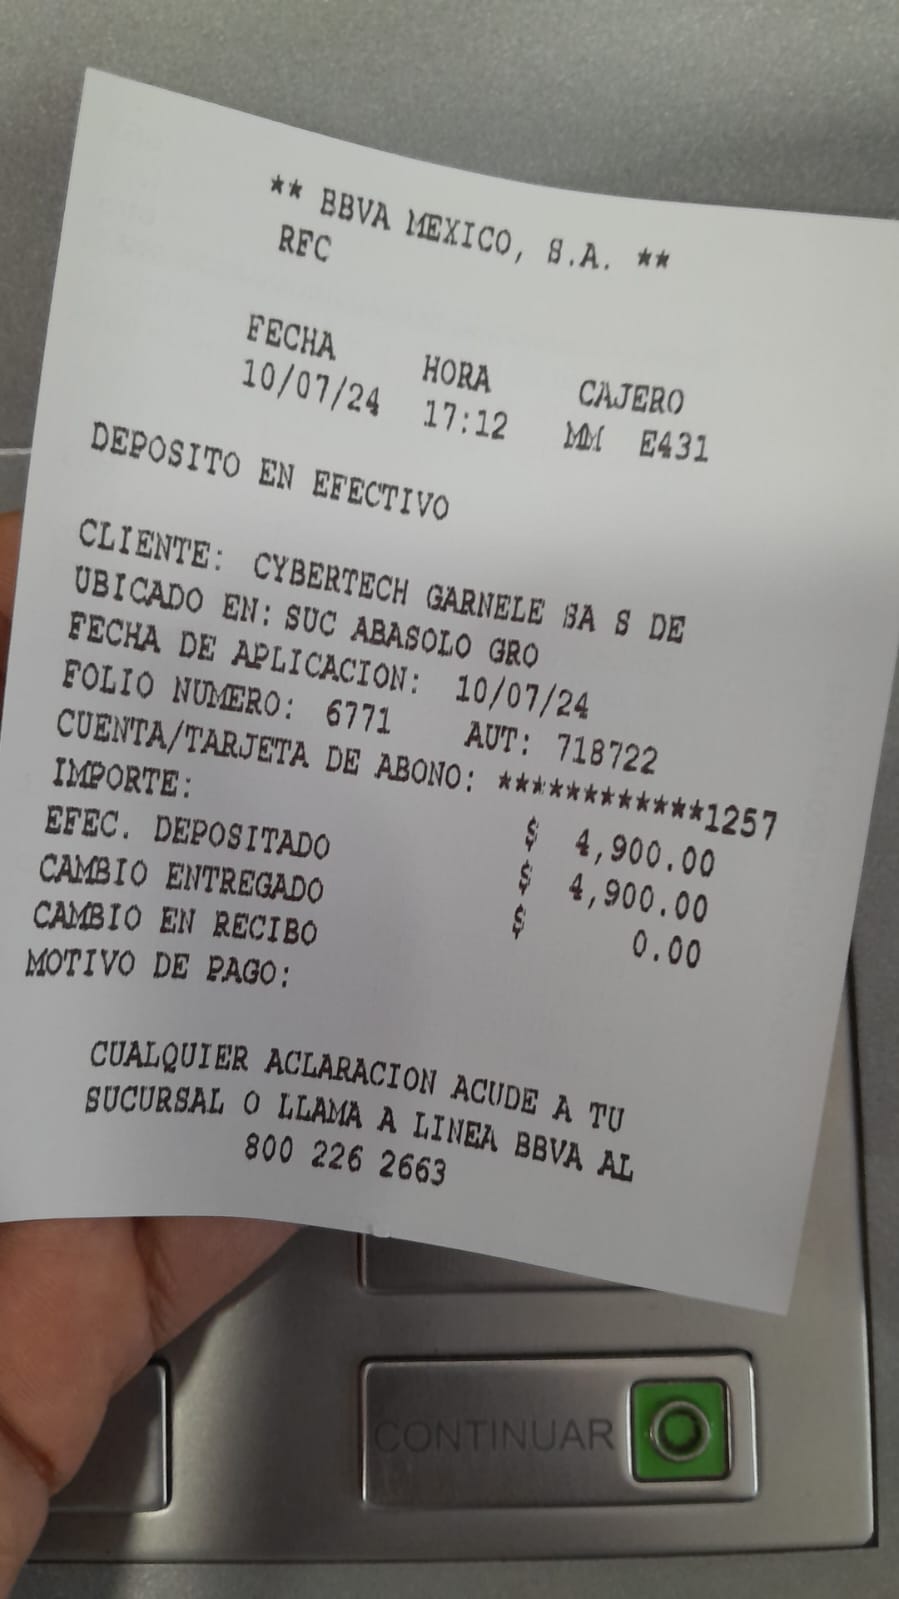 ** BBVA MEXICO, S.A. **
RFC
FECHA HORA CAJERO
10/07/24 17:12 MM E431
DEPOSITO EN EFECTIVO
CLIENTE: CYBERTECH GARNELE SA S DE
UBICADO EN: SUC ABASOLO GRO
FECHA DE APLICACION: 10/07/24
FOLIO NUMERO: 6771 AUT: 718722
CUENTA/TARJETA DE ABONO: ************1257
IMPORTE: $ 4,900.00
EFEC. DEPOSITADO $ 4,900.00
CAMBIO ENTREGADO $ 0.00
CAMBIO EN RECIBO
MOTIVO DE PAGO:
CUALQUIER ACLARACION ACUDE A TU
SUCURSAL O LLAMA A LINEA BBVA AL
800 226 2663
CONTINUAR